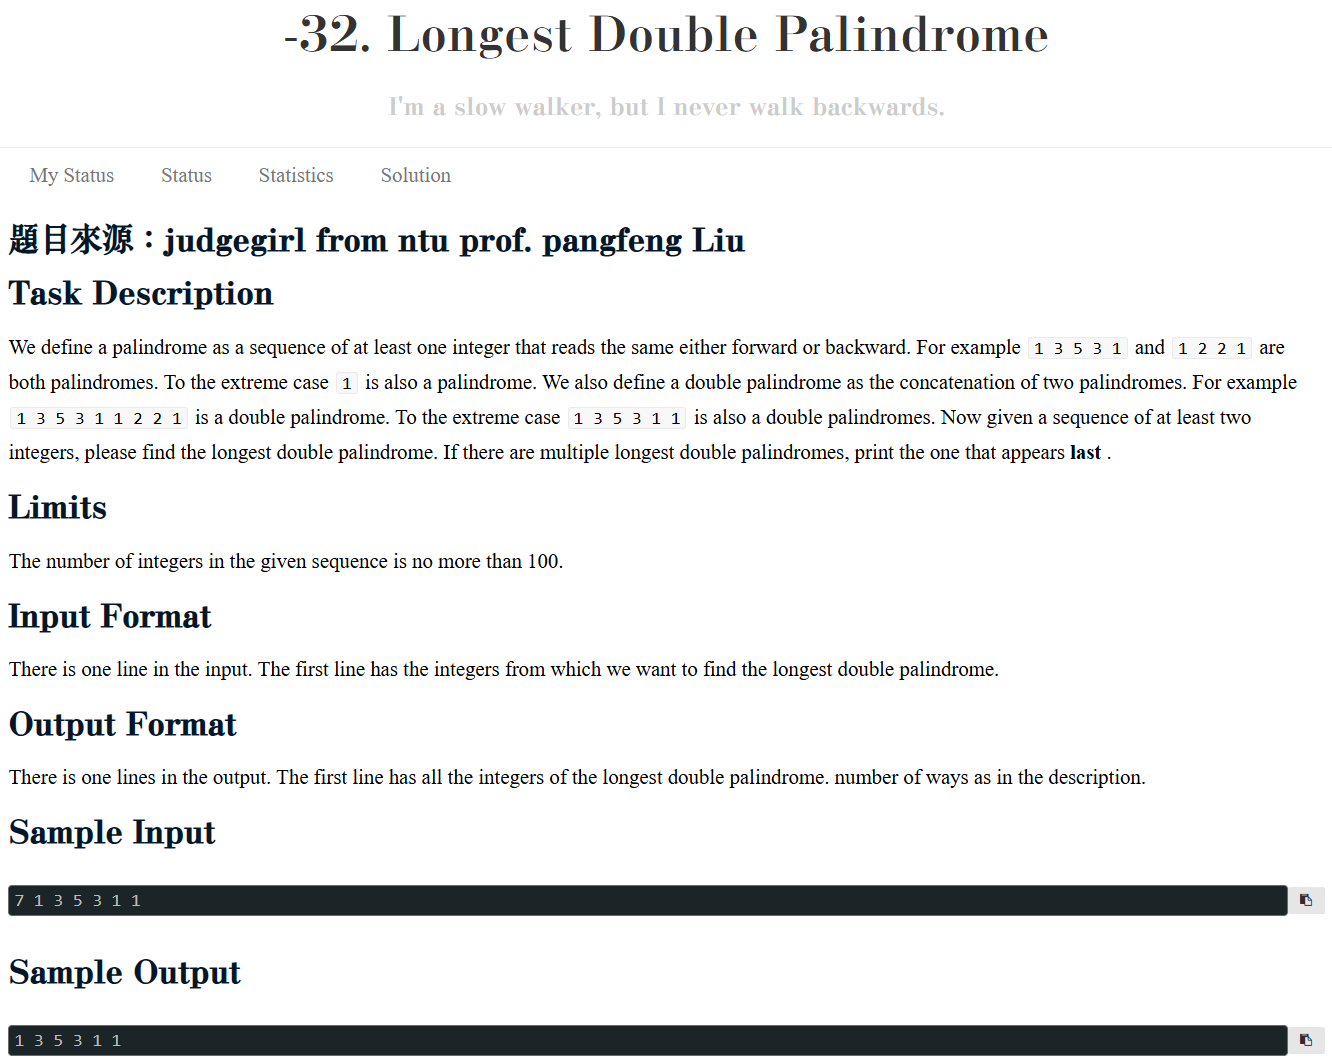 -32. Longest Double Palindrome
I'm a slow walker, but I never walk backwards.
My Status Status Statistics Solution
題目來源：judgegirl from ntu prof. pangfeng Liu
Task Description
We define a palindrome as a sequence of at least one integer that reads the same either forward or backward. For example 1 3 5 3 1 and 1 2 2 1 are
both palindromes. To the extreme case 1 is also a palindrome. We also define a double palindrome as the concatenation of two palindromes. For example
1 3 5 3 1 1 2 2 1 is a double palindrome. To the extreme case 1 3 5 3 1 1 is also a double palindromes. Now given a sequence of at least two
integers, please find the longest double palindrome. If there are multiple longest double palindromes, print the one that appears last .
Limits
The number of integers in the given sequence is no more than 100.
Input Format
There is one line in the input. The first line has the integers from which we want to find the longest double palindrome.
Output Format
There is one lines in the output. The first line has all the integers of the longest double palindrome. number of ways as in the description.
Sample Input
7 1 3 5 3 1 1
Sample Output
1 3 5 3 1 1